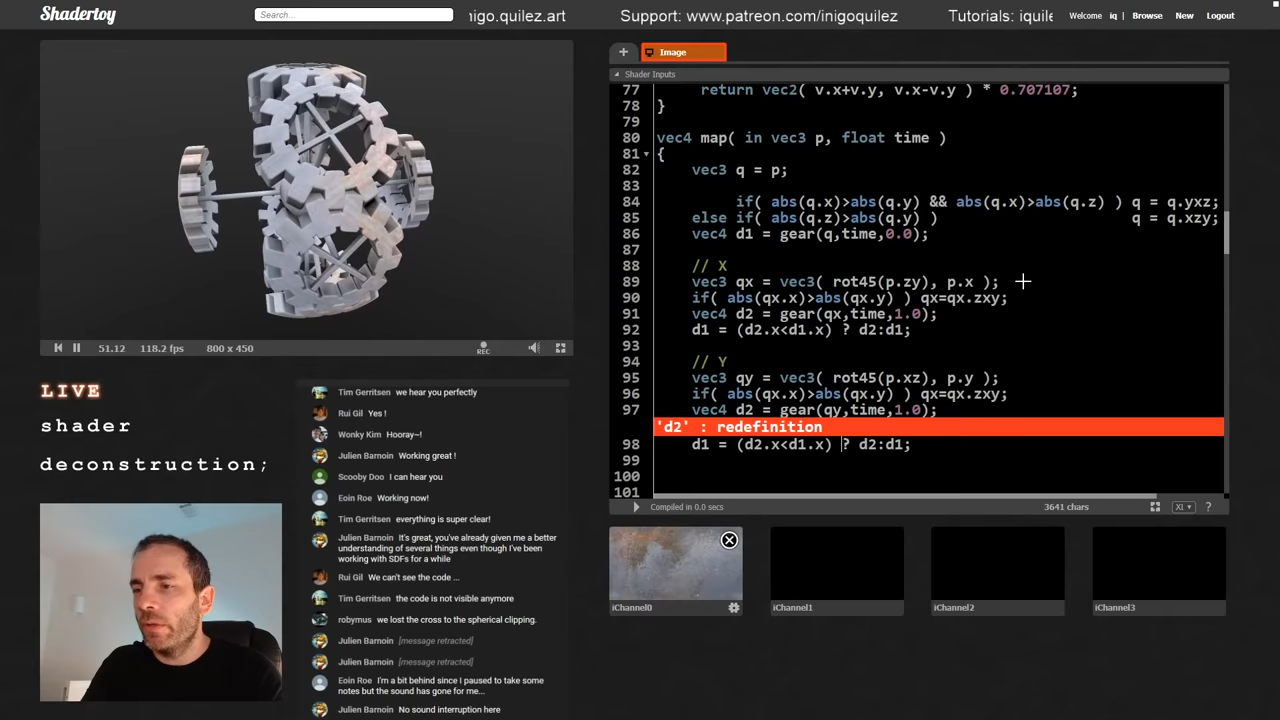 Shadertoy
Search...
inigo.quilez.art
Support: www.patreon.com/inigoquilez
Tutorials: iquile
Welcome iq | Browse New Logout
+ Image
Shader Inputs
77 return vec2( v.x+v.y, v.x-v.y ) * 0.707107;
78 }
79
80 vec4 map( in vec3 p, float time )
81 {
82 vec3 q = p;
83
84 if( abs(q.x)>abs(q.y) && abs(q.x)>abs(q.z) ) q = q.yxz;
85 else if( abs(q.z)>abs(q.y) ) q = q.xzy;
86 vec4 d1 = gear(q,time,0.0);
87
88 // X
89 vec3 qx = vec3( rot45(p.zy), p.x );
90 if( abs(qx.x)>abs(qx.y) ) qx=qx.zxy;
91 vec4 d2 = gear(qx,time,1.0);
92 d1 = (d2.x<d1.x) ? d2:d1;
93
94 // Y
95 vec3 qy = vec3( rot45(p.xz), p.y );
96 if( abs(qx.x)>abs(qx.y) ) qx=qx.zxy;
97 vec4 d2 = gear(qy,time,1.0);
'd2' : redefinition
98 d1 = (d2.x<d1.x) ? d2:d1;
99
100
101
51.12 118.2 fps 800 x 450
REC
Compiled in 0.0 secs
3641 chars
?
LIVE
shader
deconstruction;
Tim Gerritsen we hear you perfectly
Rui Gil Yes !
Wonky Kim Hooray~!
Julien Barnoin Working great !
Scooby Doo I can hear you
Eoin Roe Working now!
Tim Gerritsen everything is super clear!
Julien Barnoin It's great, you've already given me a better
understanding of several things even though I've been
working with SDFs for a while
Rui Gil We can't see the code ...
Tim Gerritsen the code is not visible anymore
robymus we lost the cross to the spherical clipping.
Julien Barnoin [message retracted]
Julien Barnoin [message retracted]
Eoin Roe I'm a bit behind since I paused to take some
notes but the sound has gone for me...
Julien Barnoin No sound interruption here
iChannel0
iChannel1
iChannel2
iChannel3